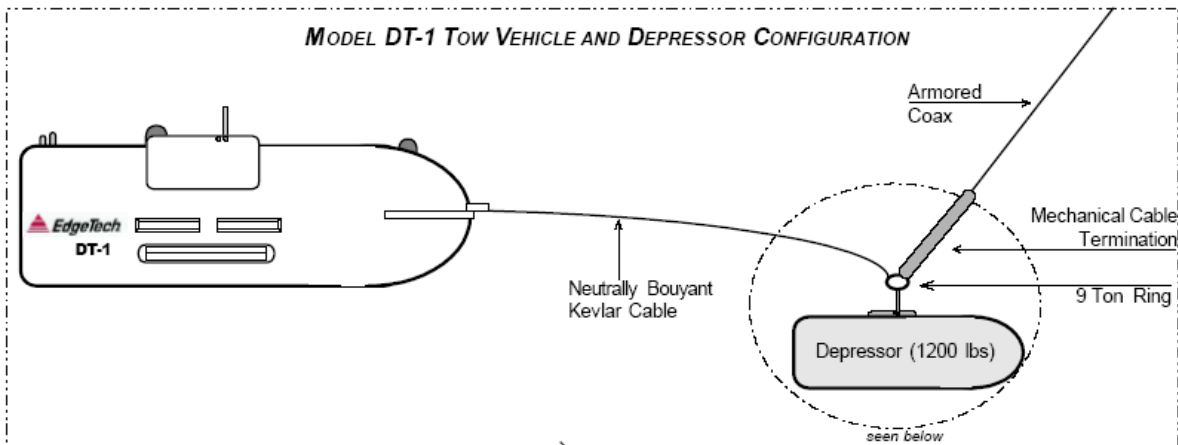 MODEL DT-1 TOW VEHICLE AND DEPRESSOR CONFIGURATION
Armored
Coax
EdgeTech
DT-1
Mechanical Cable
Termination
Neutrally Bouyant
Kevlar Cable
9 Ton Ring
Depressor (1200 lbs)
seen below